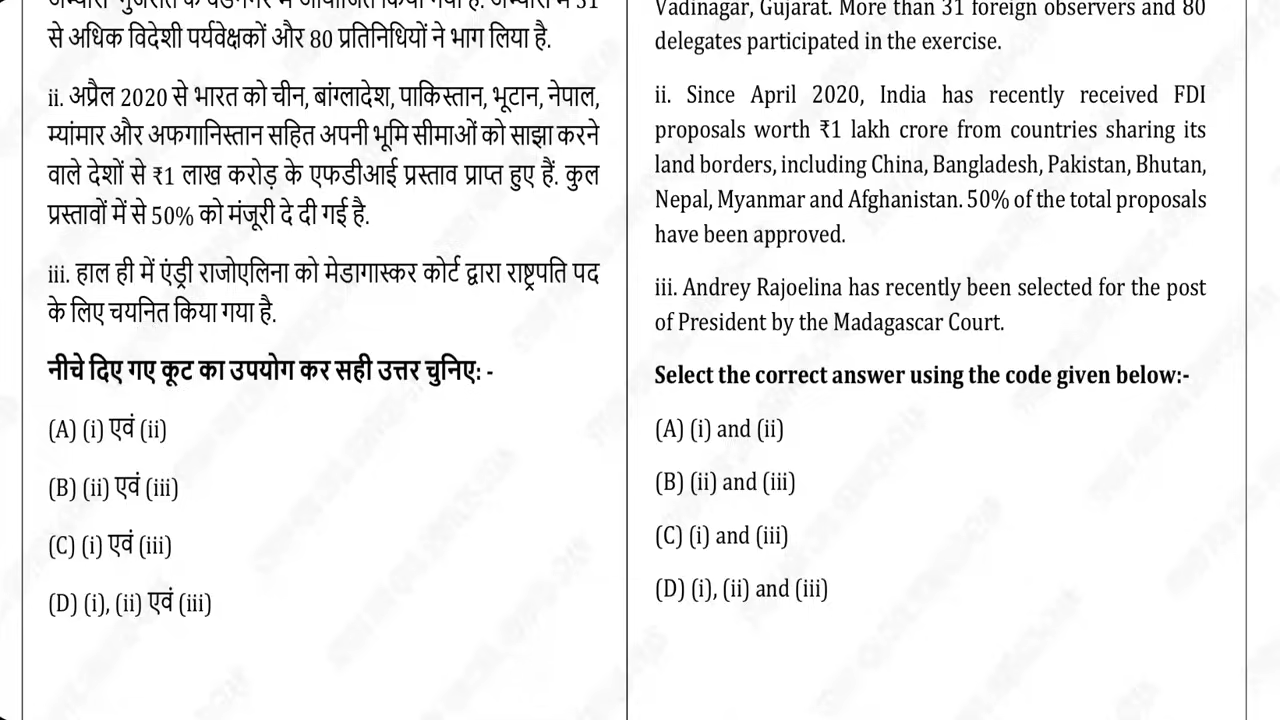 से अधिक विदेशी पर्यवेक्षकों और 80 प्रतिनिधियों ने भाग लिया है.
ii. अप्रैल 2020 से भारत को चीन, बांग्लादेश, पाकिस्तान, भूटान, नेपाल,
म्यांमार और अफगानिस्तान सहित अपनी भूमि सीमाओं को साझा करने
वाले देशों से ₹1 लाख करोड़ के एफडीआई प्रस्ताव प्राप्त हुए हैं. कुल
प्रस्तावों में से 50% को मंजूरी दे दी गई है.
iii. हाल ही में एंड्री राजोएलिना को मेडागास्कर कोर्ट द्वारा राष्ट्रपति पद
के लिए चयनित किया गया है.
नीचे दिए गए कूट का उपयोग कर सही उत्तर चुनिए: -
(A) (i) एवं (ii)
(B) (ii) एवं (iii)
(C) (i) एवं (iii)
(D) (i), (ii) एवं (iii)
Vadinagar, Gujarat. More than 31 foreign observers and 80
delegates participated in the exercise.
ii. Since April 2020, India has recently received FDI
proposals worth ₹1 lakh crore from countries sharing its
land borders, including China, Bangladesh, Pakistan, Bhutan,
Nepal, Myanmar and Afghanistan. 50% of the total proposals
have been approved.
iii. Andrey Rajoelina has recently been selected for the post
of President by the Madagascar Court.
Select the correct answer using the code given below:-
(A) (i) and (ii)
(B) (ii) and (iii)
(C) (i) and (iii)
(D) (i), (ii) and (iii)